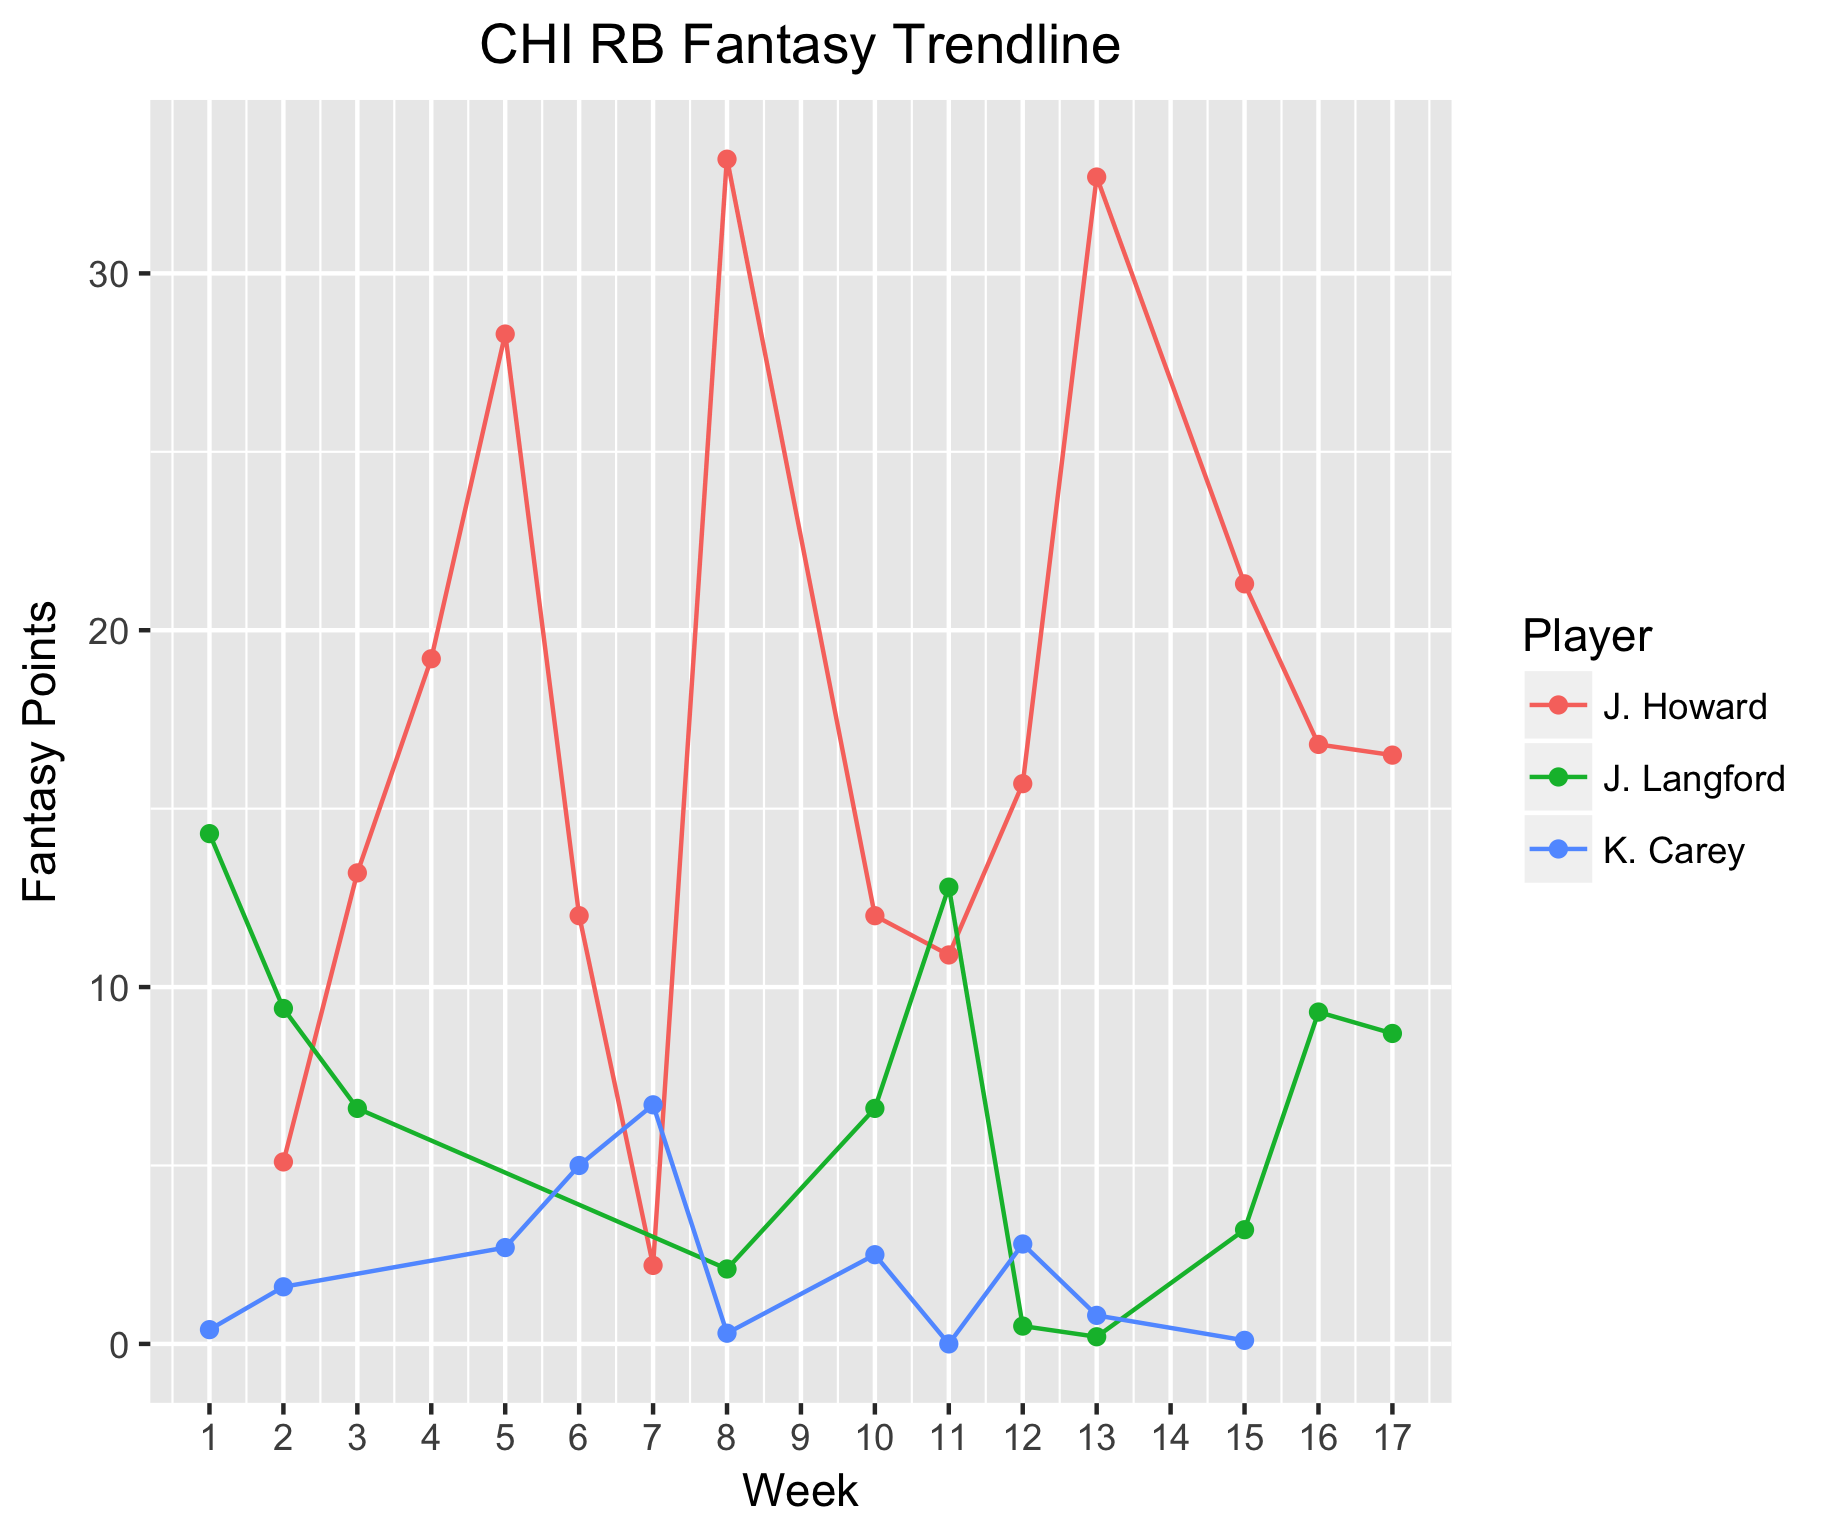 CHI RB Fantasy Trendline
Fantasy Points
30
20
10
0
1 2 3 4 5 6 7 8 9 10 11 12 13 14 15 16 17
Week
Player
J. Howard
J. Langford
K. Carey